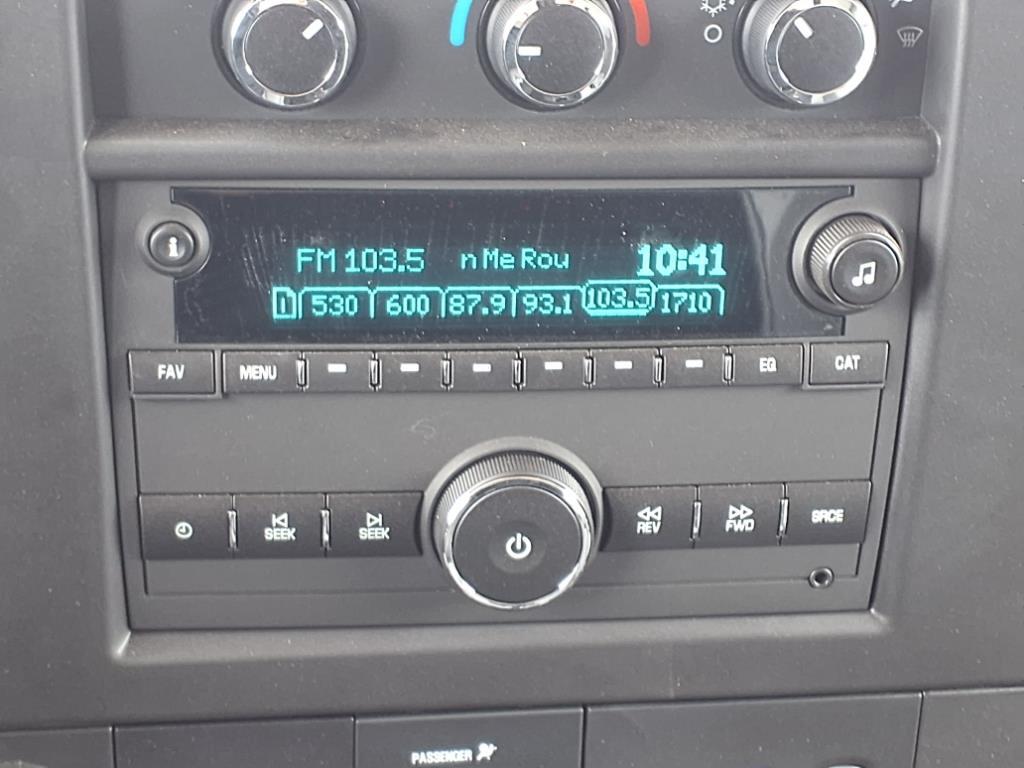 FM 103.5 n Me Rou 10:41
1 530 600 87.9 93.1 103.5 1710
FAV MENU EQ CAT
SEEK SEEK REV FWD SRCE
PASSENGER